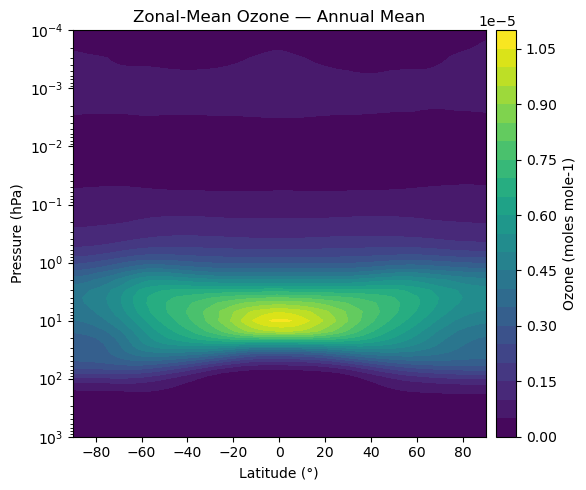 Zonal-Mean Ozone — Annual Mean
1e−5
Pressure (hPa)
10⁻⁴
10⁻³
10⁻²
10⁻¹
10⁰
10¹
10²
10³
−80 −60 −40 −20 0 20 40 60 80
Latitude (°)
1.05
0.90
0.75
0.60
0.45
0.30
0.15
0.00
Ozone (moles mole-1)